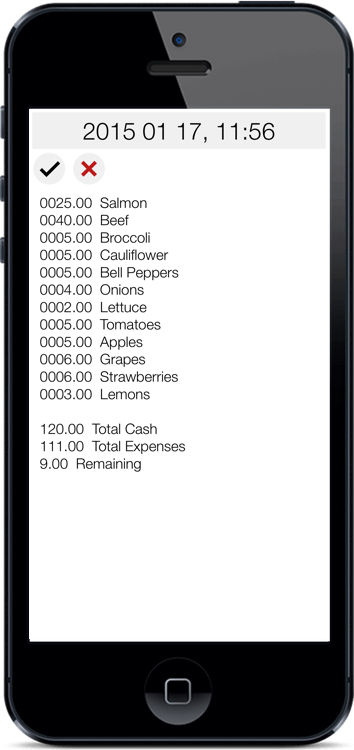 2015 01 17, 11:56
0025.00 Salmon
0040.00 Beef
0005.00 Broccoli
0005.00 Cauliflower
0005.00 Bell Peppers
0004.00 Onions
0002.00 Lettuce
0005.00 Tomatoes
0005.00 Apples
0006.00 Grapes
0006.00 Strawberries
0003.00 Lemons
120.00 Total Cash
111.00 Total Expenses
9.00 Remaining